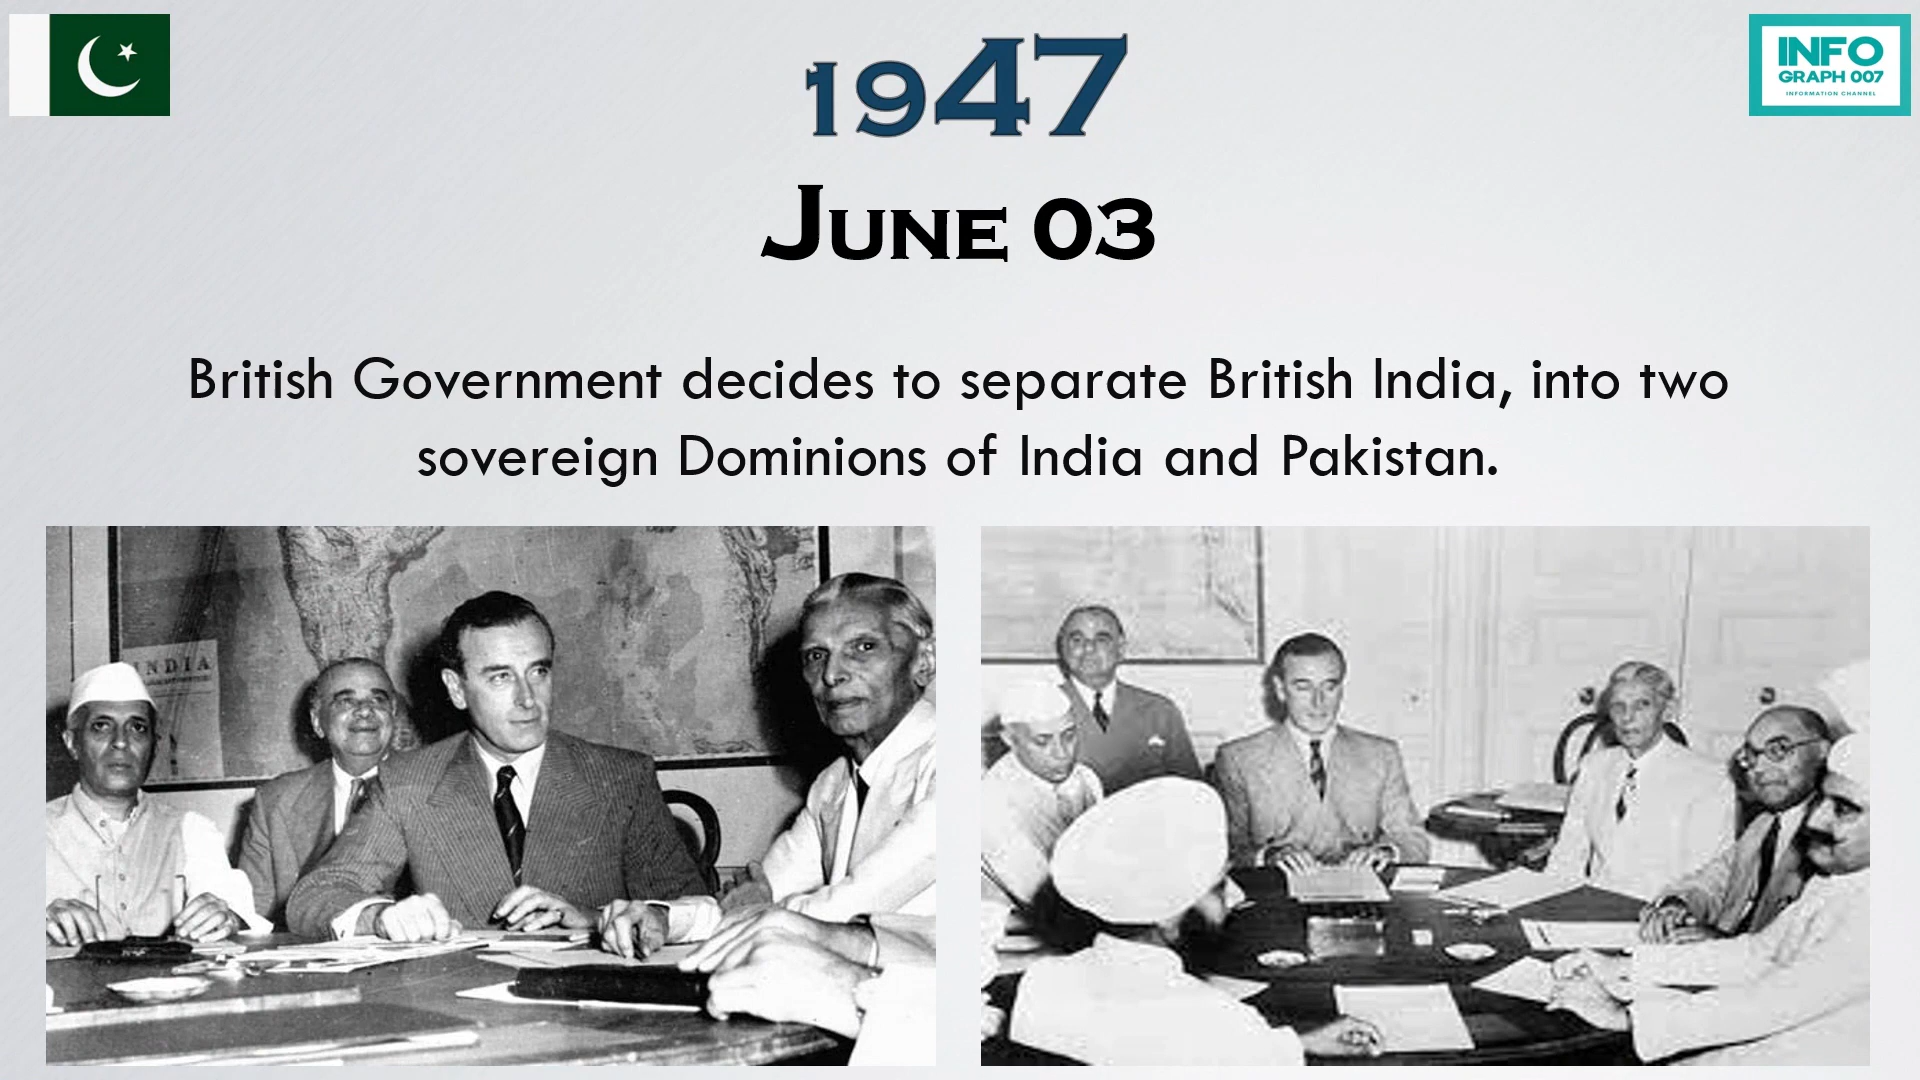 1947
INFO
GRAPH 007
INFORMATION CHANNEL
JUNE 03
British Government decides to separate British India, into two
sovereign Dominions of India and Pakistan.
INDIA